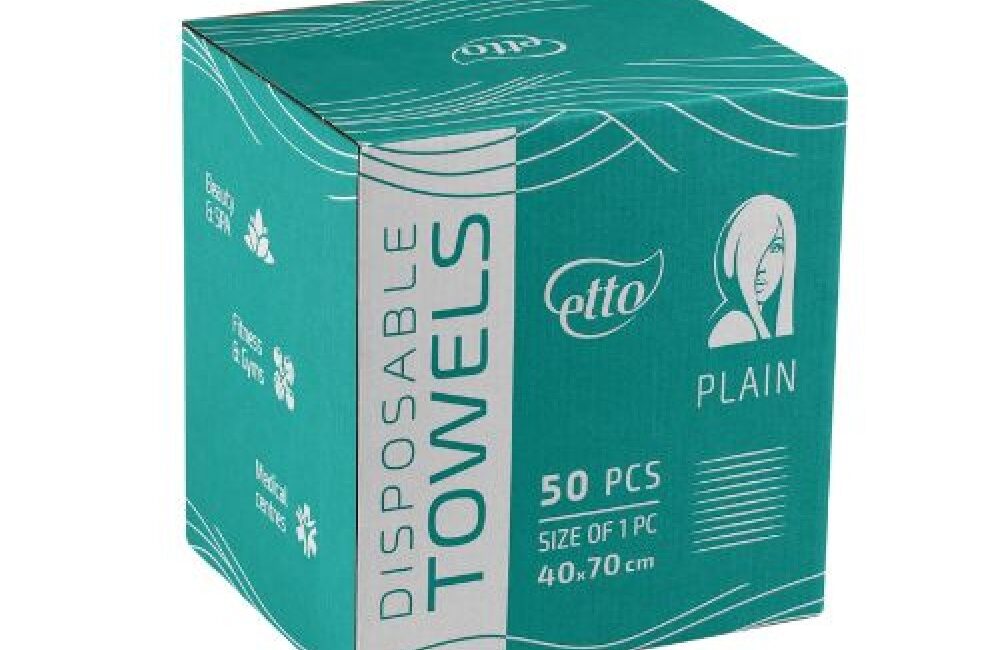 etto
Beauty
& SPA
Fitness
& Gyms
Medical
centres
DISPOSABLE
TOWELS
etto
PLAIN
50 PCS
SIZE OF 1 PC
40x70 cm